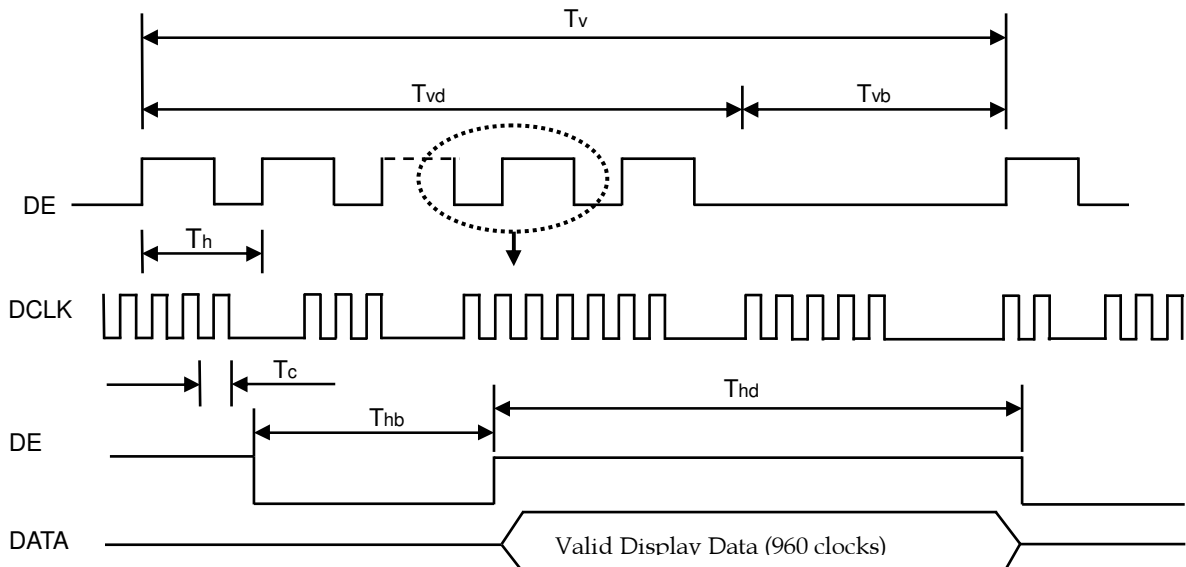 Tv
Tvd
Tvb
DE
Th
DCLK
Tc
Thd
Thb
DE
DATA
Valid Display Data (960 clocks)